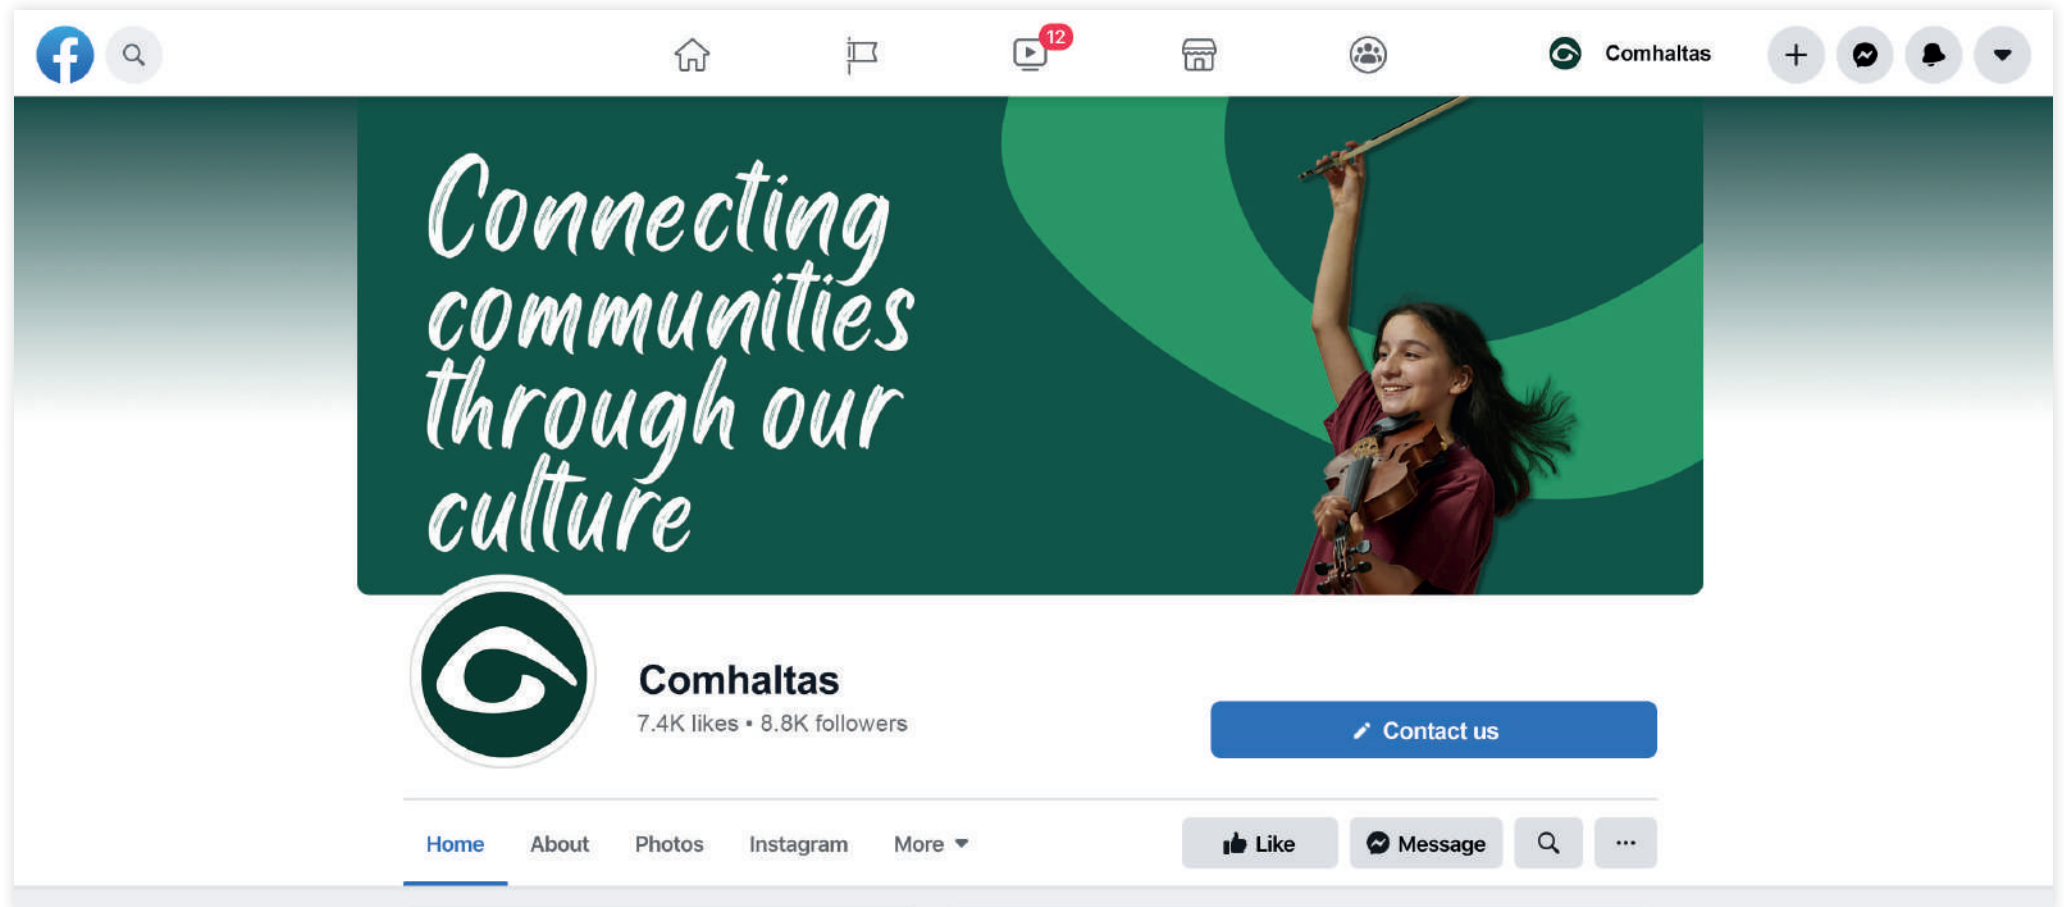 12
Comhaltas
Connecting
communities
through our
culture
Comhaltas
7.4K likes • 8.8K followers
Contact us
Home About Photos Instagram More
Like Message